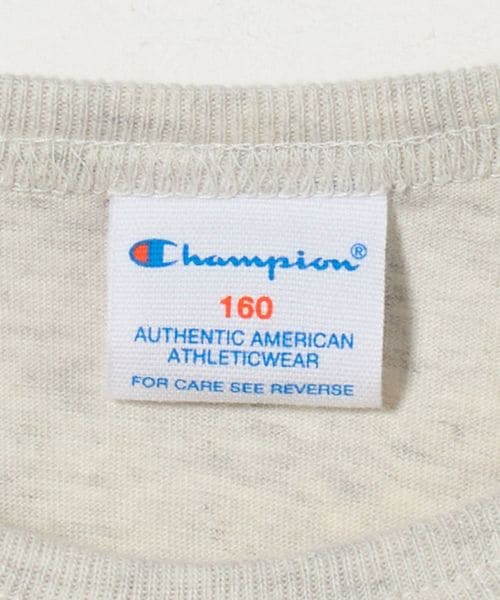 Champion®
160
AUTHENTIC AMERICAN
ATHLETICWEAR
FOR CARE SEE REVERSE